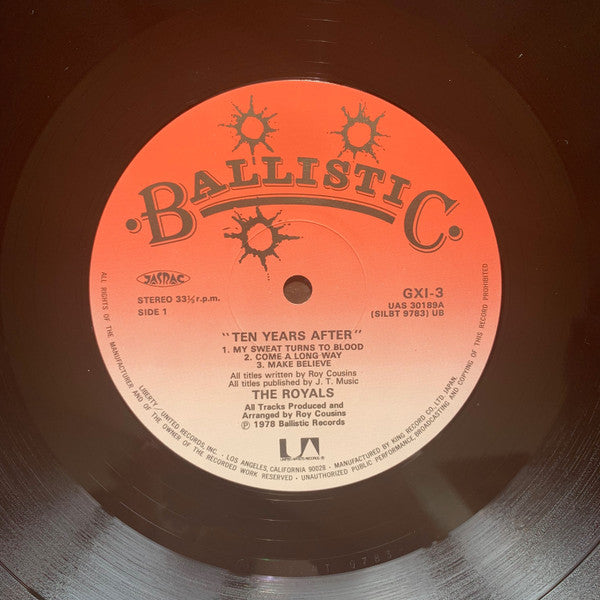 BALLISTIC
JASRAC
STEREO 33⅓ r.p.m.
SIDE 1
GXI-3
UAS 30189A
(SILBT 9783) UB
"TEN YEARS AFTER"
1. MY SWEAT TURNS TO BLOOD
2. COME A LONG WAY
3. MAKE BELIEVE
All titles written by Roy Cousins
All titles published by J. T. Music
THE ROYALS
All Tracks Produced and
Arranged by Roy Cousins
Ⓟ 1978 Ballistic Records
UA
ALL RIGHTS OF THE MANUFACTURER AND OF THE OWNER OF THE RECORDED WORK RESERVED · UNAUTHORIZED PUBLIC PERFORMANCE, BROADCASTING AND COPYING OF THIS RECORD PROHIBITED
LIBERTY/UNITED RECORDS, INC. · LOS ANGELES, CALIFORNIA 90028 · MANUFACTURED BY KING RECORD CO., LTD. JAPAN.